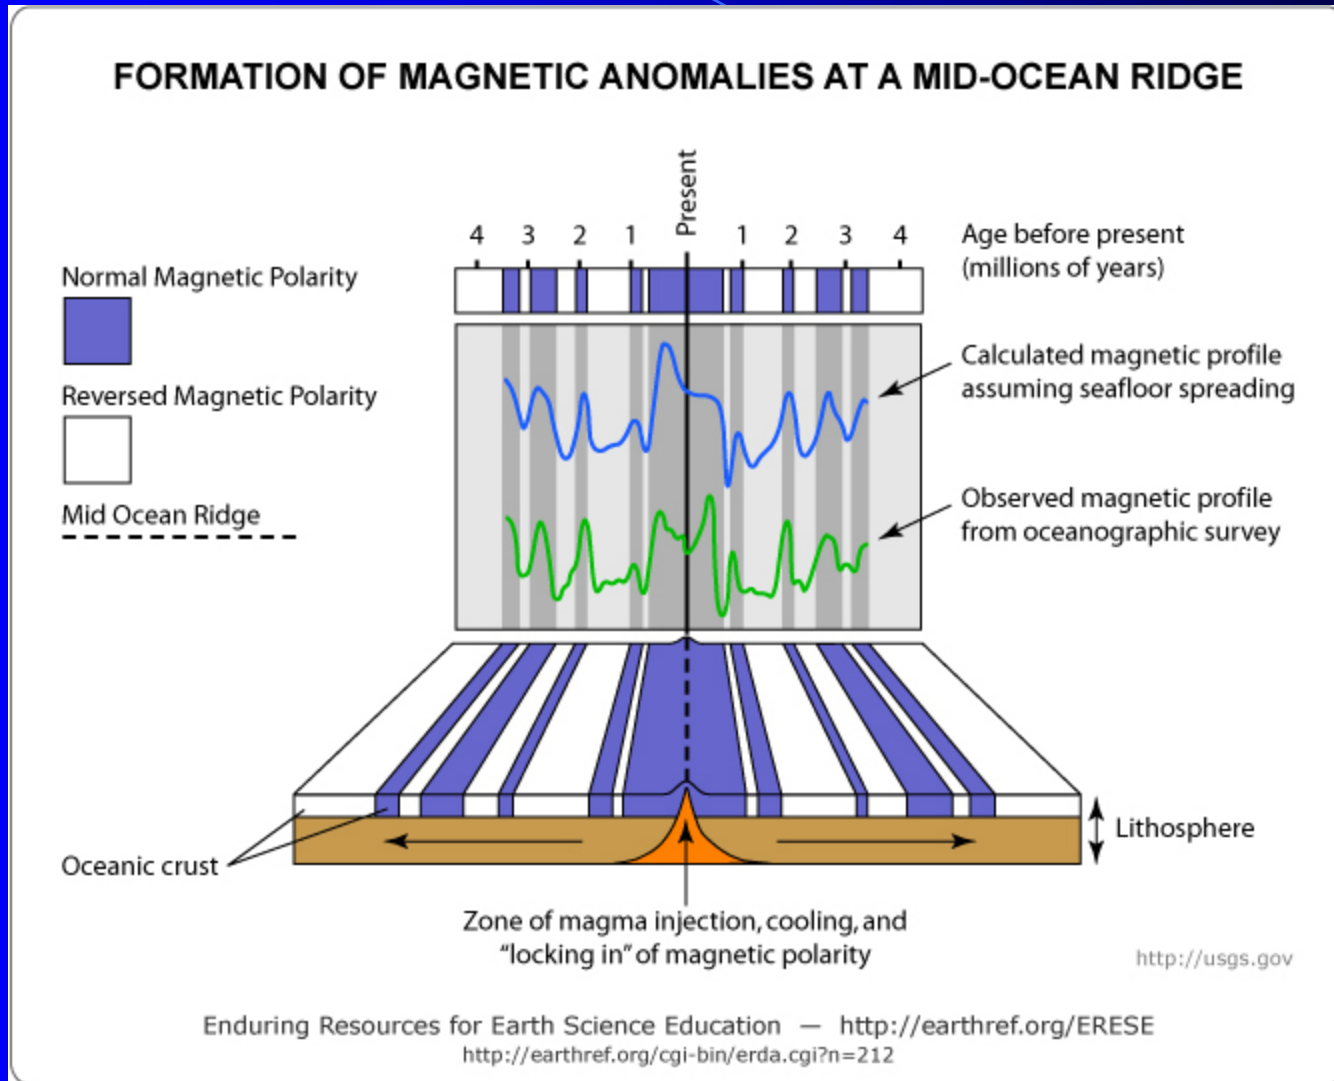 FORMATION OF MAGNETIC ANOMALIES AT A MID-OCEAN RIDGE
Present
4 3 2 1 1 2 3 4
Age before present
(millions of years)
Normal Magnetic Polarity
Reversed Magnetic Polarity
Mid Ocean Ridge
Calculated magnetic profile
assuming seafloor spreading
Observed magnetic profile
from oceanographic survey
Lithosphere
Oceanic crust
Zone of magma injection, cooling, and
“locking in” of magnetic polarity
http://usgs.gov
Enduring Resources for Earth Science Education — http://earthref.org/ERESE
http://earthref.org/cgi-bin/erda.cgi?n=212